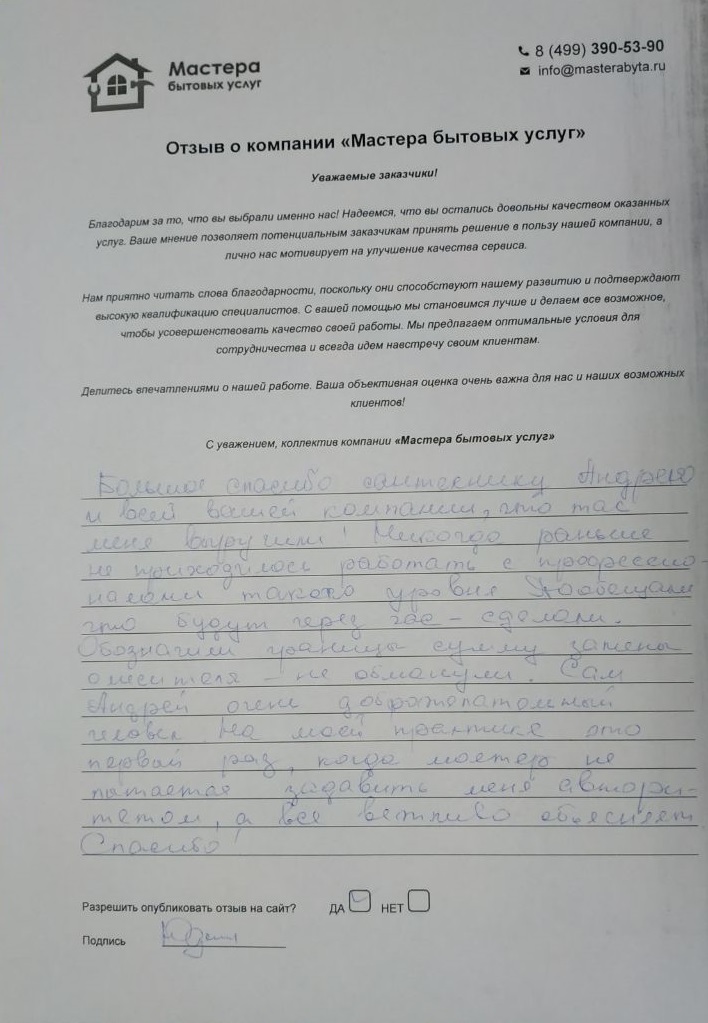 Мастера
бытовых услуг
8 (499) 390-53-90
info@masterabyta.ru
Отзыв о компании «Мастера бытовых услуг»
Уважаемые заказчики!
Благодарим за то, что вы выбрали именно нас! Надеемся, что вы остались довольны качеством оказанных
услуг. Ваше мнение позволяет потенциальным заказчикам принять решение в пользу нашей компании, а
лично нас мотивирует на улучшение качества сервиса.
Нам приятно читать слова благодарности, поскольку они способствуют нашему развитию и подтверждают
высокую квалификацию специалистов. С вашей помощью мы становимся лучше и делаем все возможное,
чтобы усовершенствовать качество своей работы. Мы предлагаем оптимальные условия для
сотрудничества и всегда идем навстречу своим клиентам.
Делитесь впечатлениями о нашей работе. Ваша объективная оценка очень важна для нас и наших возможных
клиентов!
С уважением, коллектив компании «Мастера бытовых услуг»
Большое спасибо сантехнику Андрею
и всей вашей компании, что так
меня выручили! Никогда раньше
не приходилось работать с професси-
налами такого уровня. Пообещали
что будут через час - сделали.
Обозначили границы сумму замены
смесителя - не обманули. Сам
Андрей очень доброжелательный
человек. На моей практике это
первый раз, когда мастер не
пытается задавить меня автори-
тетом, а все вежливо объясняет.
Спасибо!
Разрешить опубликовать отзыв на сайт? ДА НЕТ
Подпись